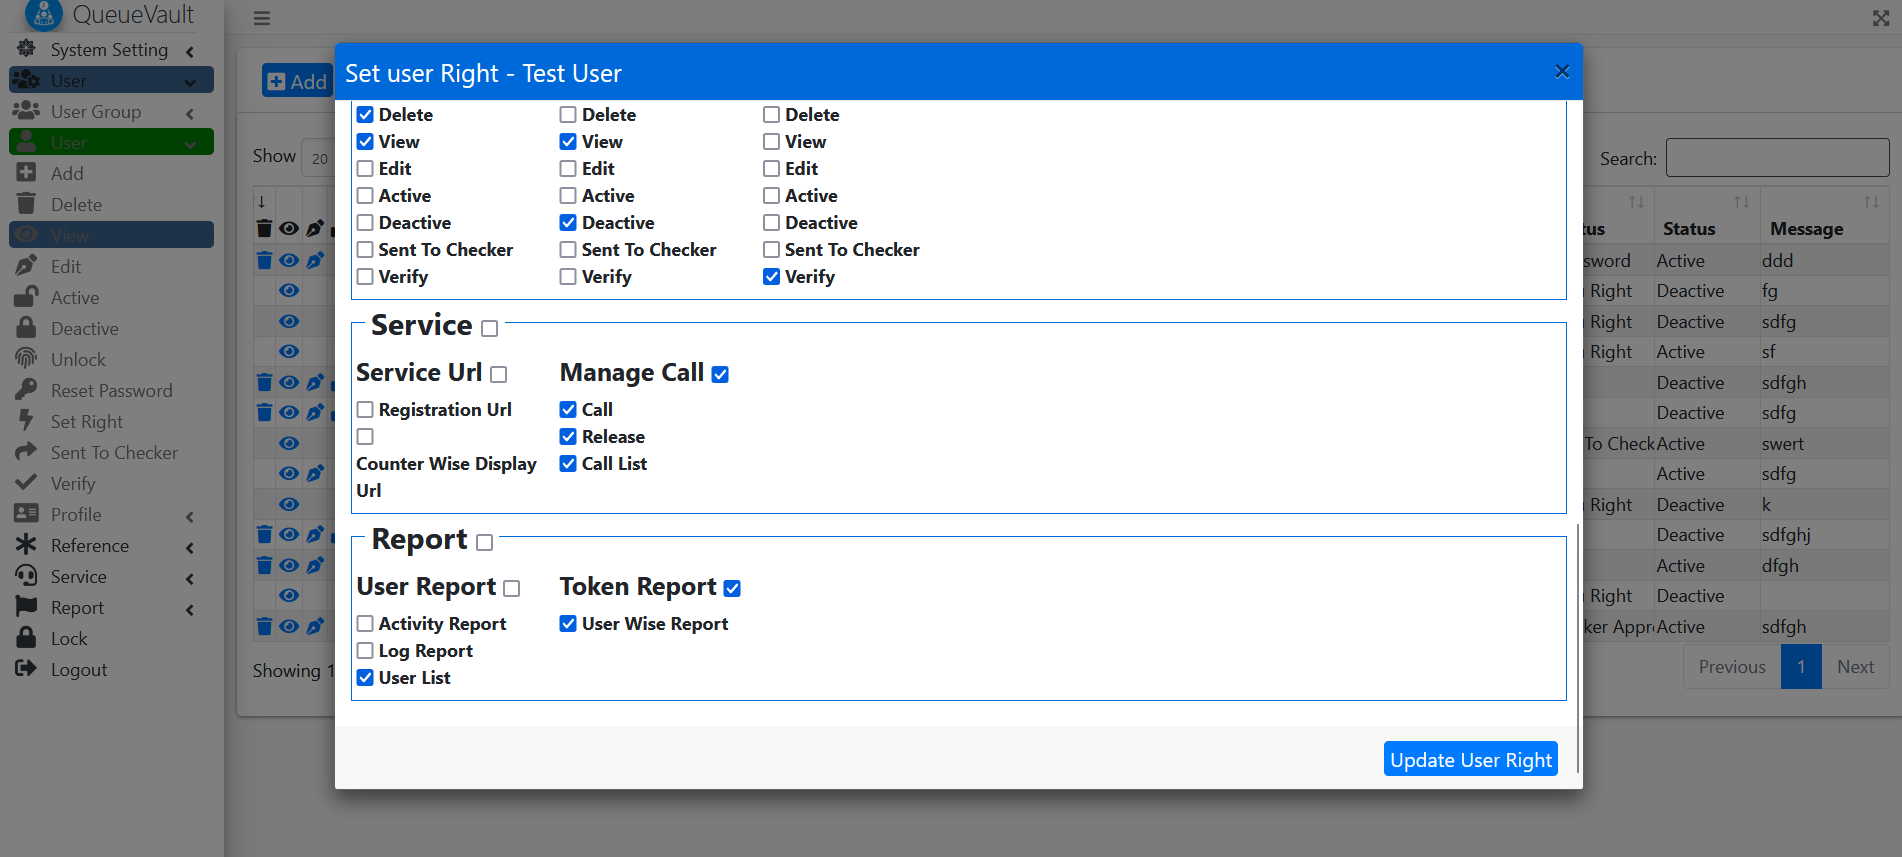 QueueVault
System Setting
User
User Group
User
Add
Delete
View
Edit
Active
Deactive
Unlock
Reset Password
Set Right
Sent To Checker
Verify
Profile
Reference
Service
Report
Lock
Logout
Add
Show 20
Search:
Set user Right - Test User
Delete Delete Delete
View View View
Edit Edit Edit
Active Active Active
Deactive Deactive Deactive
Sent To Checker Sent To Checker Sent To Checker
Verify Verify Verify
Service
Service Url Manage Call
Registration Url Call
Release
Counter Wise Display Call List
Url
Report
User Report Token Report
Activity Report User Wise Report
Log Report
User List
Update User Right
Status Message
Active ddd
Right Deactive fg
Right Deactive sdfg
Right Active sf
Deactive sdfgh
Deactive sdfg
To Check Active swert
Active sdfg
Right Deactive k
Deactive sdfghj
Active dfgh
Right Deactive
Active sdfgh
Showing 1
Previous 1 Next